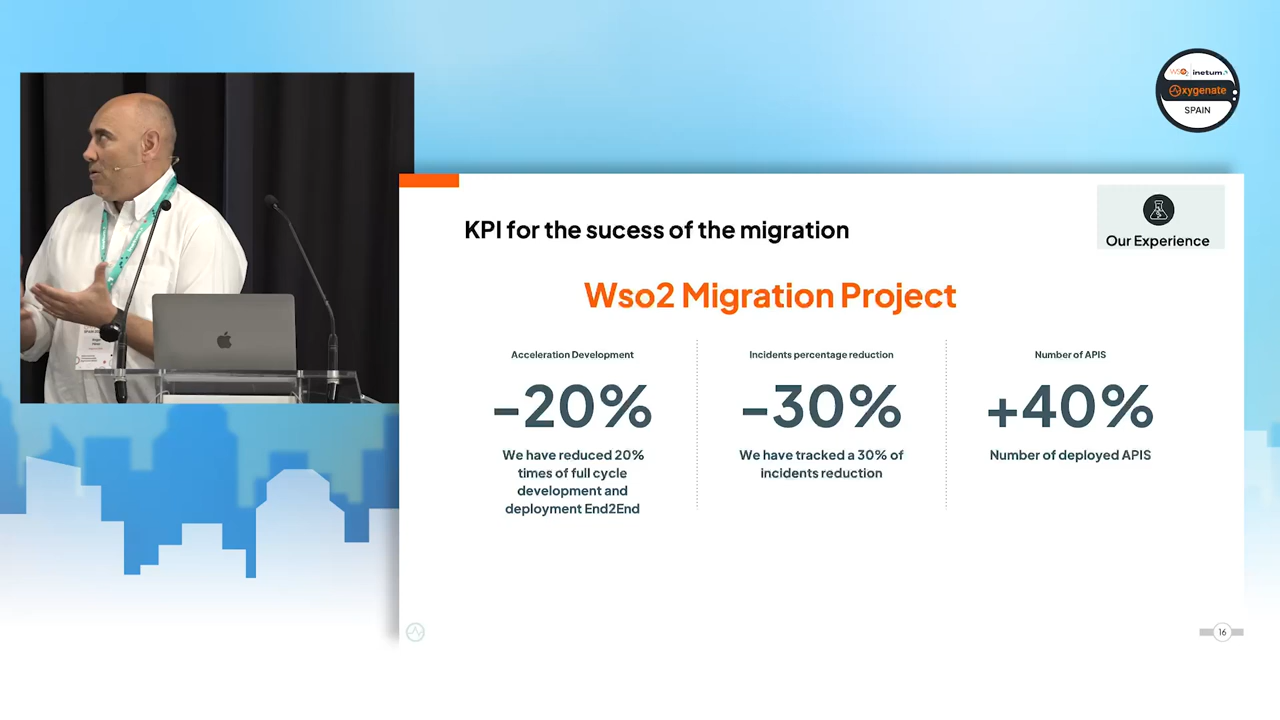 WSO2 inetum.
Oxygenate
SPAIN
KPI for the sucess of the migration
Our Experience
Wso2 Migration Project
Acceleration Development
-20%
We have reduced 20%
times of full cycle
development and
deployment End2End
Incidents percentage reduction
-30%
We have tracked a 30% of
incidents reduction
Number of APIS
+40%
Number of deployed APIS
16